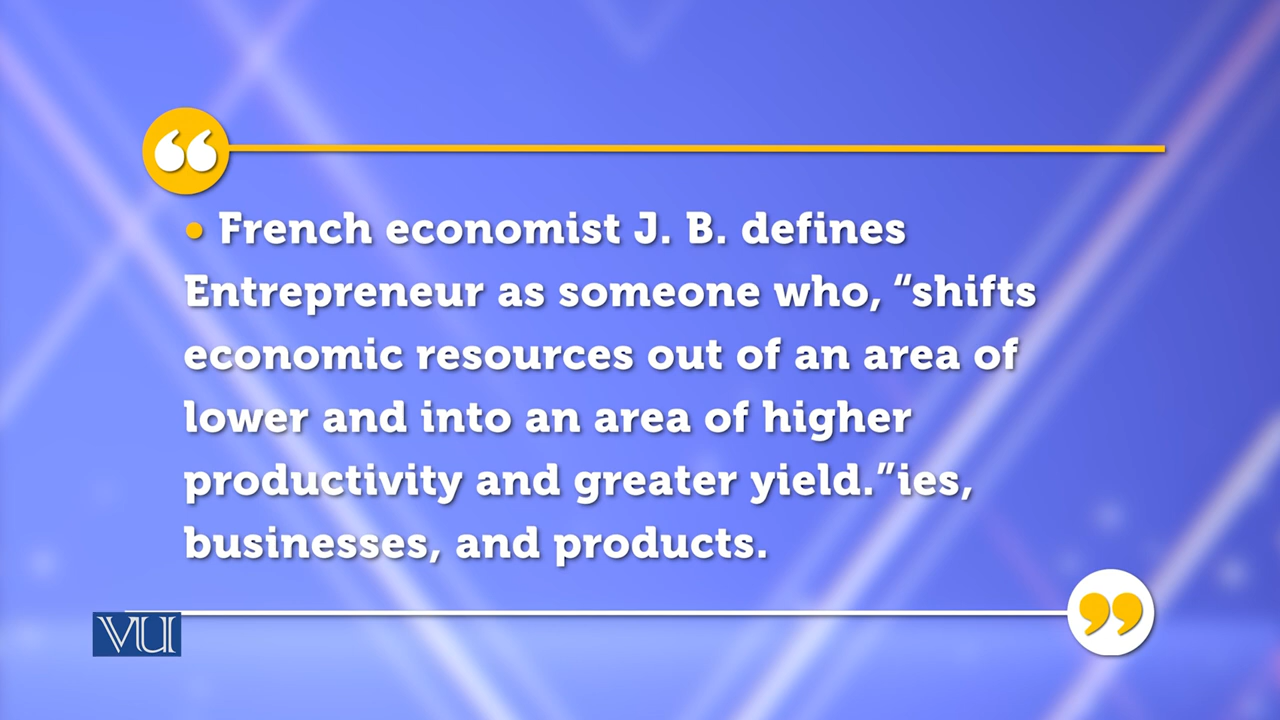 • French economist J. B. defines
Entrepreneur as someone who, “shifts
economic resources out of an area of
lower and into an area of higher
productivity and greater yield.”ies,
businesses, and products.
VU